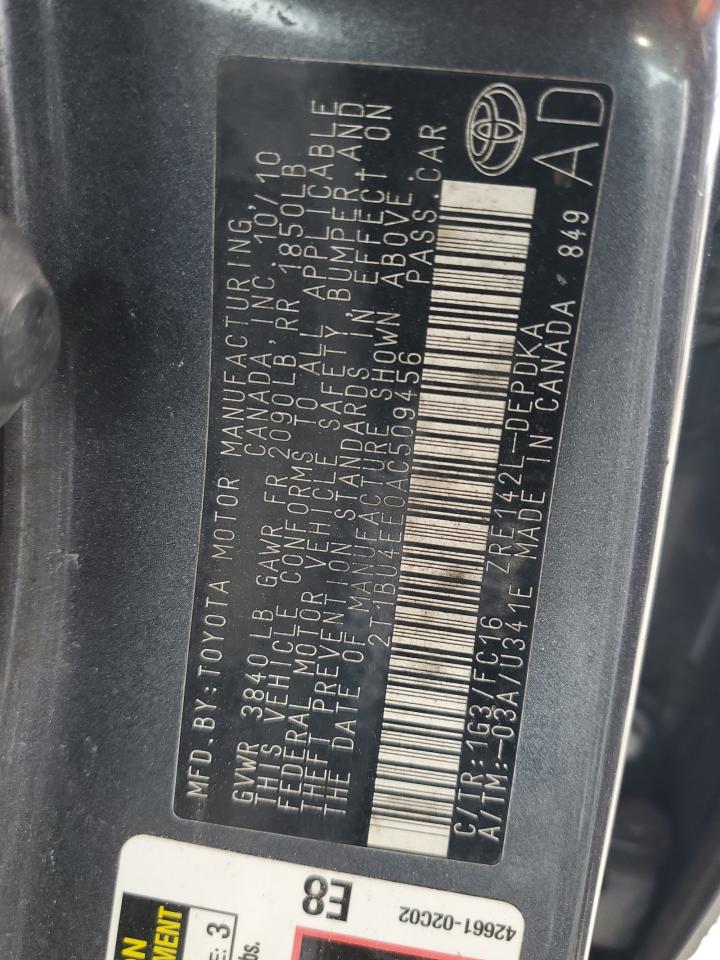 MFD.BY:TOYOTA MOTOR MANUFACTURING,
CANADA, INC. 10/10
GVWR 3840 LB GAWR FR 2090LB RR 1850LB
THIS VEHICLE CONFORMS TO ALL APPLICABLE
FEDERAL MOTOR VEHICLE SAFETY, BUMPER, AND
THEFT PREVENTION STANDARDS IN EFFECT ON
THE DATE OF MANUFACTURE SHOWN ABOVE.
2T1BU4EE0AC509456 PASS.CAR
C/TR:1G3/FC16 ZRE142L-DEPDKA
A/TM:-03A/U341E MADE IN CANADA 849
AD
E8
42661-02C02
3